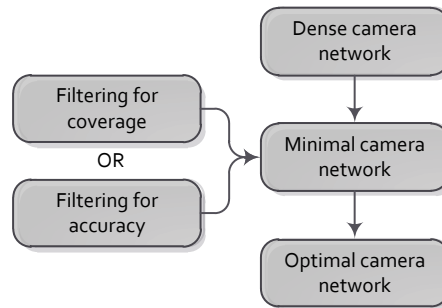 Dense camera
network
Filtering for
coverage
OR
Filtering for
accuracy
Minimal camera
network
Optimal camera
network